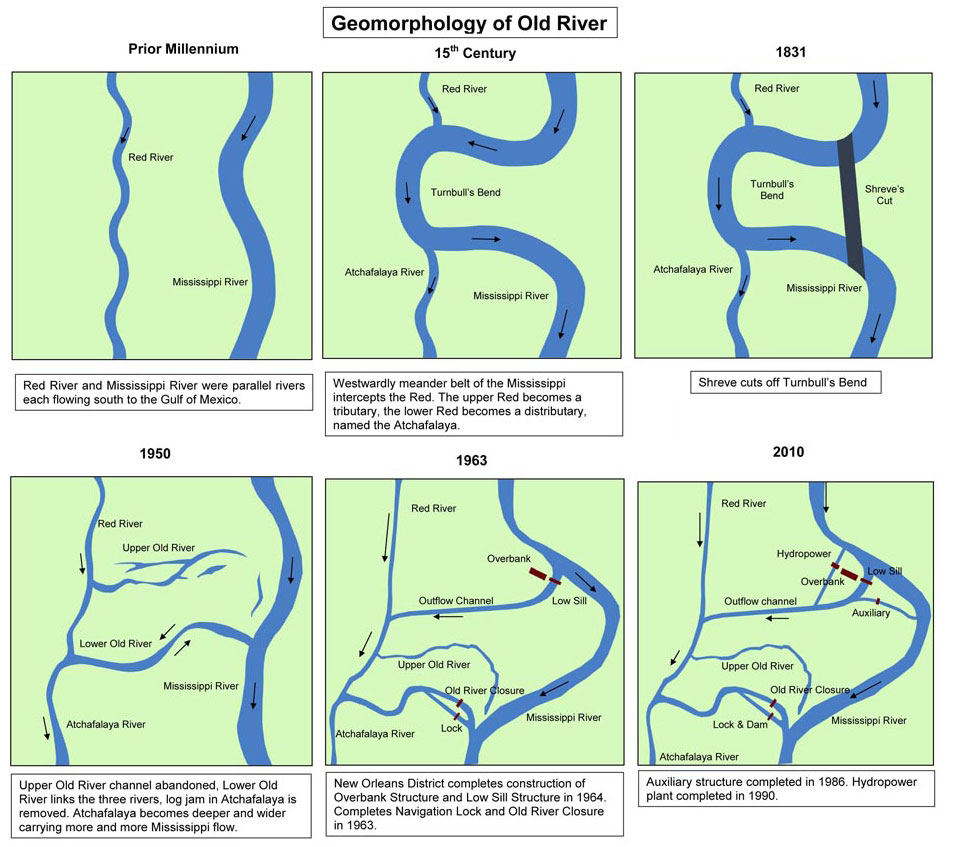 Geomorphology of Old River
Prior Millennium
Red River
Mississippi River
Red River and Mississippi River were parallel rivers
each flowing south to the Gulf of Mexico.
15th Century
Red River
Turnbull's Bend
Atchafalaya River
Mississippi River
Westwardly meander belt of the Mississippi
intercepts the Red. The upper Red becomes a
tributary, the lower Red becomes a distributary,
named the Atchafalaya.
1831
Red River
Turnbull's
Bend
Shreve's
Cut
Atchafalaya River
Mississippi River
Shreve cuts off Turnbull's Bend
1950
Red River
Upper Old River
Lower Old River
Mississippi River
Atchafalaya River
Upper Old River channel abandoned, Lower Old
River links the three rivers, log jam in Atchafalaya is
removed. Atchafalaya becomes deeper and wider
carrying more and more Mississippi flow.
1963
Red River
Overbank
Outflow Channel
Low Sill
Upper Old River
Old River Closure
Mississippi River
Lock
Atchafalaya River
New Orleans District completes construction of
Overbank Structure and Low Sill Structure in 1964.
Completes Navigation Lock and Old River Closure
in 1963.
2010
Red River
Hydropower
Low Sill
Overbank
Outflow channel
Auxiliary
Upper Old River
Old River Closure
Mississippi River
Lock & Dam
Atchafalaya River
Auxiliary structure completed in 1986. Hydropower
plant completed in 1990.